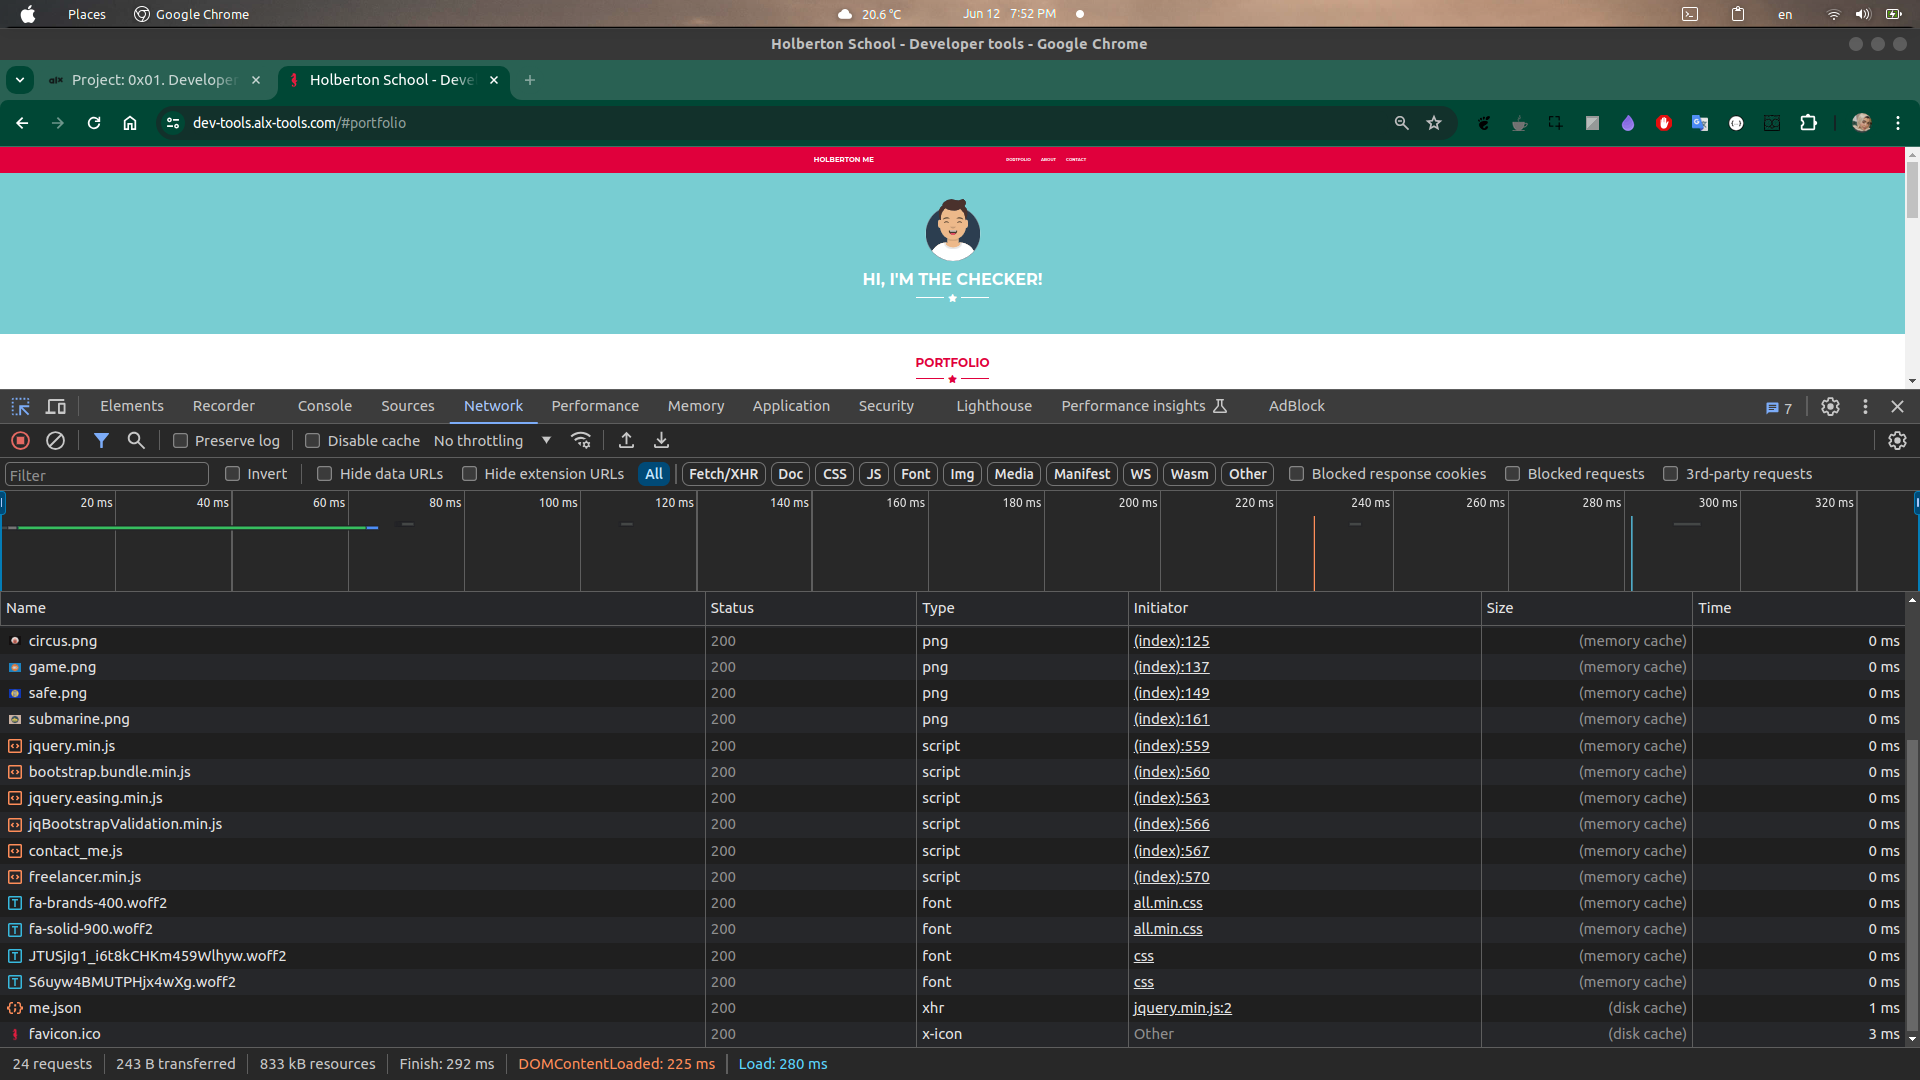 Places
Google Chrome
20.6 °C
Jun 12 7:52 PM
en
Holberton School - Developer tools - Google Chrome
alx Project: 0x01. Developer
Holberton School - Deve
dev-tools.alx-tools.com/#portfolio
HOLBERTON ME
PORTFOLIO ABOUT CONTACT
HI, I'M THE CHECKER!
PORTFOLIO
Elements Recorder Console Sources Network Performance Memory Application Security Lighthouse Performance insights AdBlock 7
Preserve log Disable cache No throttling
Filter Invert Hide data URLs Hide extension URLs All Fetch/XHR Doc CSS JS Font Img Media Manifest WS Wasm Other Blocked response cookies Blocked requests 3rd-party requests
20 ms 40 ms 60 ms 80 ms 100 ms 120 ms 140 ms 160 ms 180 ms 200 ms 220 ms 240 ms 260 ms 280 ms 300 ms 320 ms
Name Status Type Initiator Size Time
circus.png 200 png (index):125 (memory cache) 0 ms
game.png 200 png (index):137 (memory cache) 0 ms
safe.png 200 png (index):149 (memory cache) 0 ms
submarine.png 200 png (index):161 (memory cache) 0 ms
jquery.min.js 200 script (index):559 (memory cache) 0 ms
bootstrap.bundle.min.js 200 script (index):560 (memory cache) 0 ms
jquery.easing.min.js 200 script (index):563 (memory cache) 0 ms
jqBootstrapValidation.min.js 200 script (index):566 (memory cache) 0 ms
contact_me.js 200 script (index):567 (memory cache) 0 ms
freelancer.min.js 200 script (index):570 (memory cache) 0 ms
fa-brands-400.woff2 200 font all.min.css (memory cache) 0 ms
fa-solid-900.woff2 200 font all.min.css (memory cache) 0 ms
JTUSjIg1_i6t8kCHKm459Wlhyw.woff2 200 font css (memory cache) 0 ms
S6uyw4BMUTPHjx4wXg.woff2 200 font css (memory cache) 0 ms
me.json 200 xhr jquery.min.js:2 (disk cache) 1 ms
favicon.ico 200 x-icon Other (disk cache) 3 ms
24 requests 243 B transferred 833 kB resources Finish: 292 ms DOMContentLoaded: 225 ms Load: 280 ms